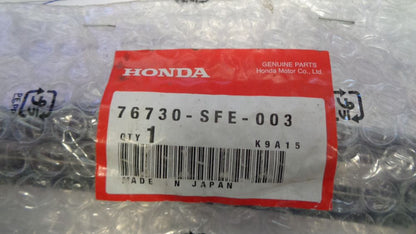 GENUINE PARTS
Honda Motor Co., Ltd.
HONDA
76730-SFE-003
QTY 1
K9A15
MADE IN JAPAN